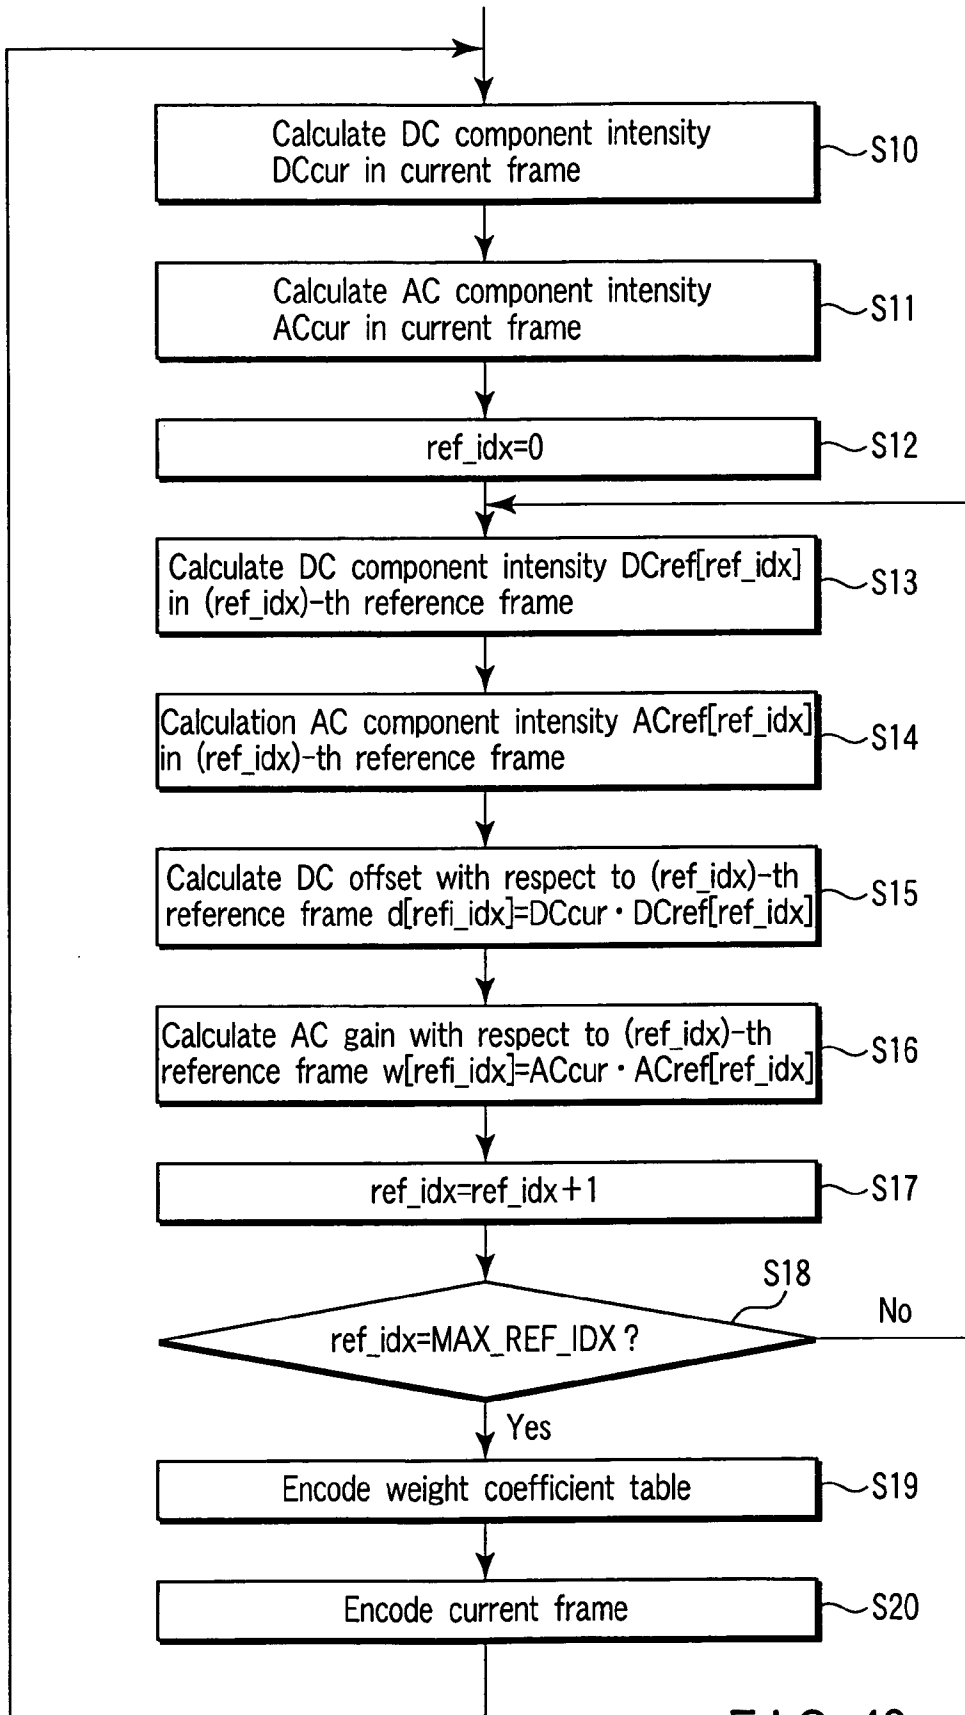 Calculate DC component intensity
DCcur in current frame
S10
Calculate AC component intensity
ACcur in current frame
S11
ref_idx=0
S12
Calculate DC component intensity DCref[ref_idx]
in (ref_idx)-th reference frame
S13
Calculation AC component intensity ACref[ref_idx]
in (ref_idx)-th reference frame
S14
Calculate DC offset with respect to (ref_idx)-th
reference frame d[refi_idx]=DCcur · DCref[ref_idx]
S15
Calculate AC gain with respect to (ref_idx)-th
reference frame w[refi_idx]=ACcur · ACref[ref_idx]
S16
ref_idx=ref_idx+1
S17
S18
ref_idx=MAX_REF_IDX ?
No
Yes
Encode weight coefficient table
S19
Encode current frame
S20